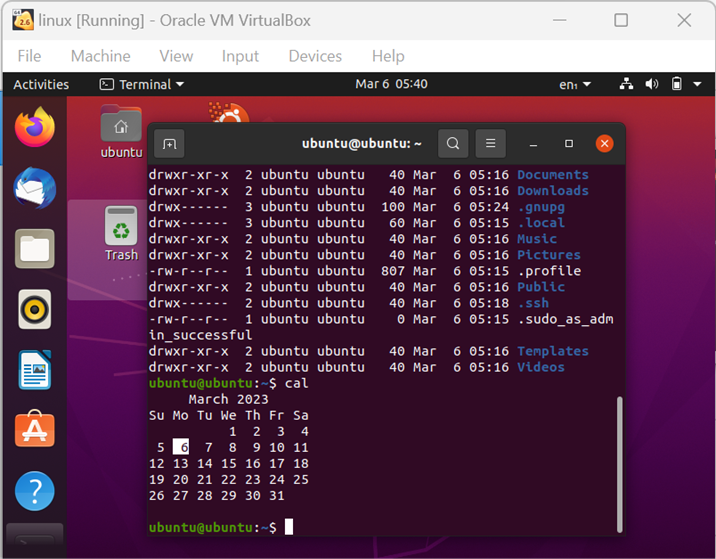 linux [Running] - Oracle VM VirtualBox
File Machine View Input Devices Help
Activities Terminal Mar 6 05:40 en₁
ubuntu
Trash
ubuntu@ubuntu: ~
drwxr-xr-x 2 ubuntu ubuntu 40 Mar 6 05:16 Documents
drwxr-xr-x 2 ubuntu ubuntu 40 Mar 6 05:16 Downloads
drwx------ 3 ubuntu ubuntu 100 Mar 6 05:24 .gnupg
drwx------ 3 ubuntu ubuntu 60 Mar 6 05:15 .local
drwxr-xr-x 2 ubuntu ubuntu 40 Mar 6 05:16 Music
drwxr-xr-x 2 ubuntu ubuntu 40 Mar 6 05:16 Pictures
-rw-r--r-- 1 ubuntu ubuntu 807 Mar 6 05:15 .profile
drwxr-xr-x 2 ubuntu ubuntu 40 Mar 6 05:16 Public
drwx------ 2 ubuntu ubuntu 40 Mar 6 05:18 .ssh
-rw-r--r-- 1 ubuntu ubuntu 0 Mar 6 05:15 .sudo_as_adm
in_successful
drwxr-xr-x 2 ubuntu ubuntu 40 Mar 6 05:16 Templates
drwxr-xr-x 2 ubuntu ubuntu 40 Mar 6 05:16 Videos
ubuntu@ubuntu:~$ cal
March 2023
Su Mo Tu We Th Fr Sa
1 2 3 4
5 6 7 8 9 10 11
12 13 14 15 16 17 18
19 20 21 22 23 24 25
26 27 28 29 30 31
ubuntu@ubuntu:~$